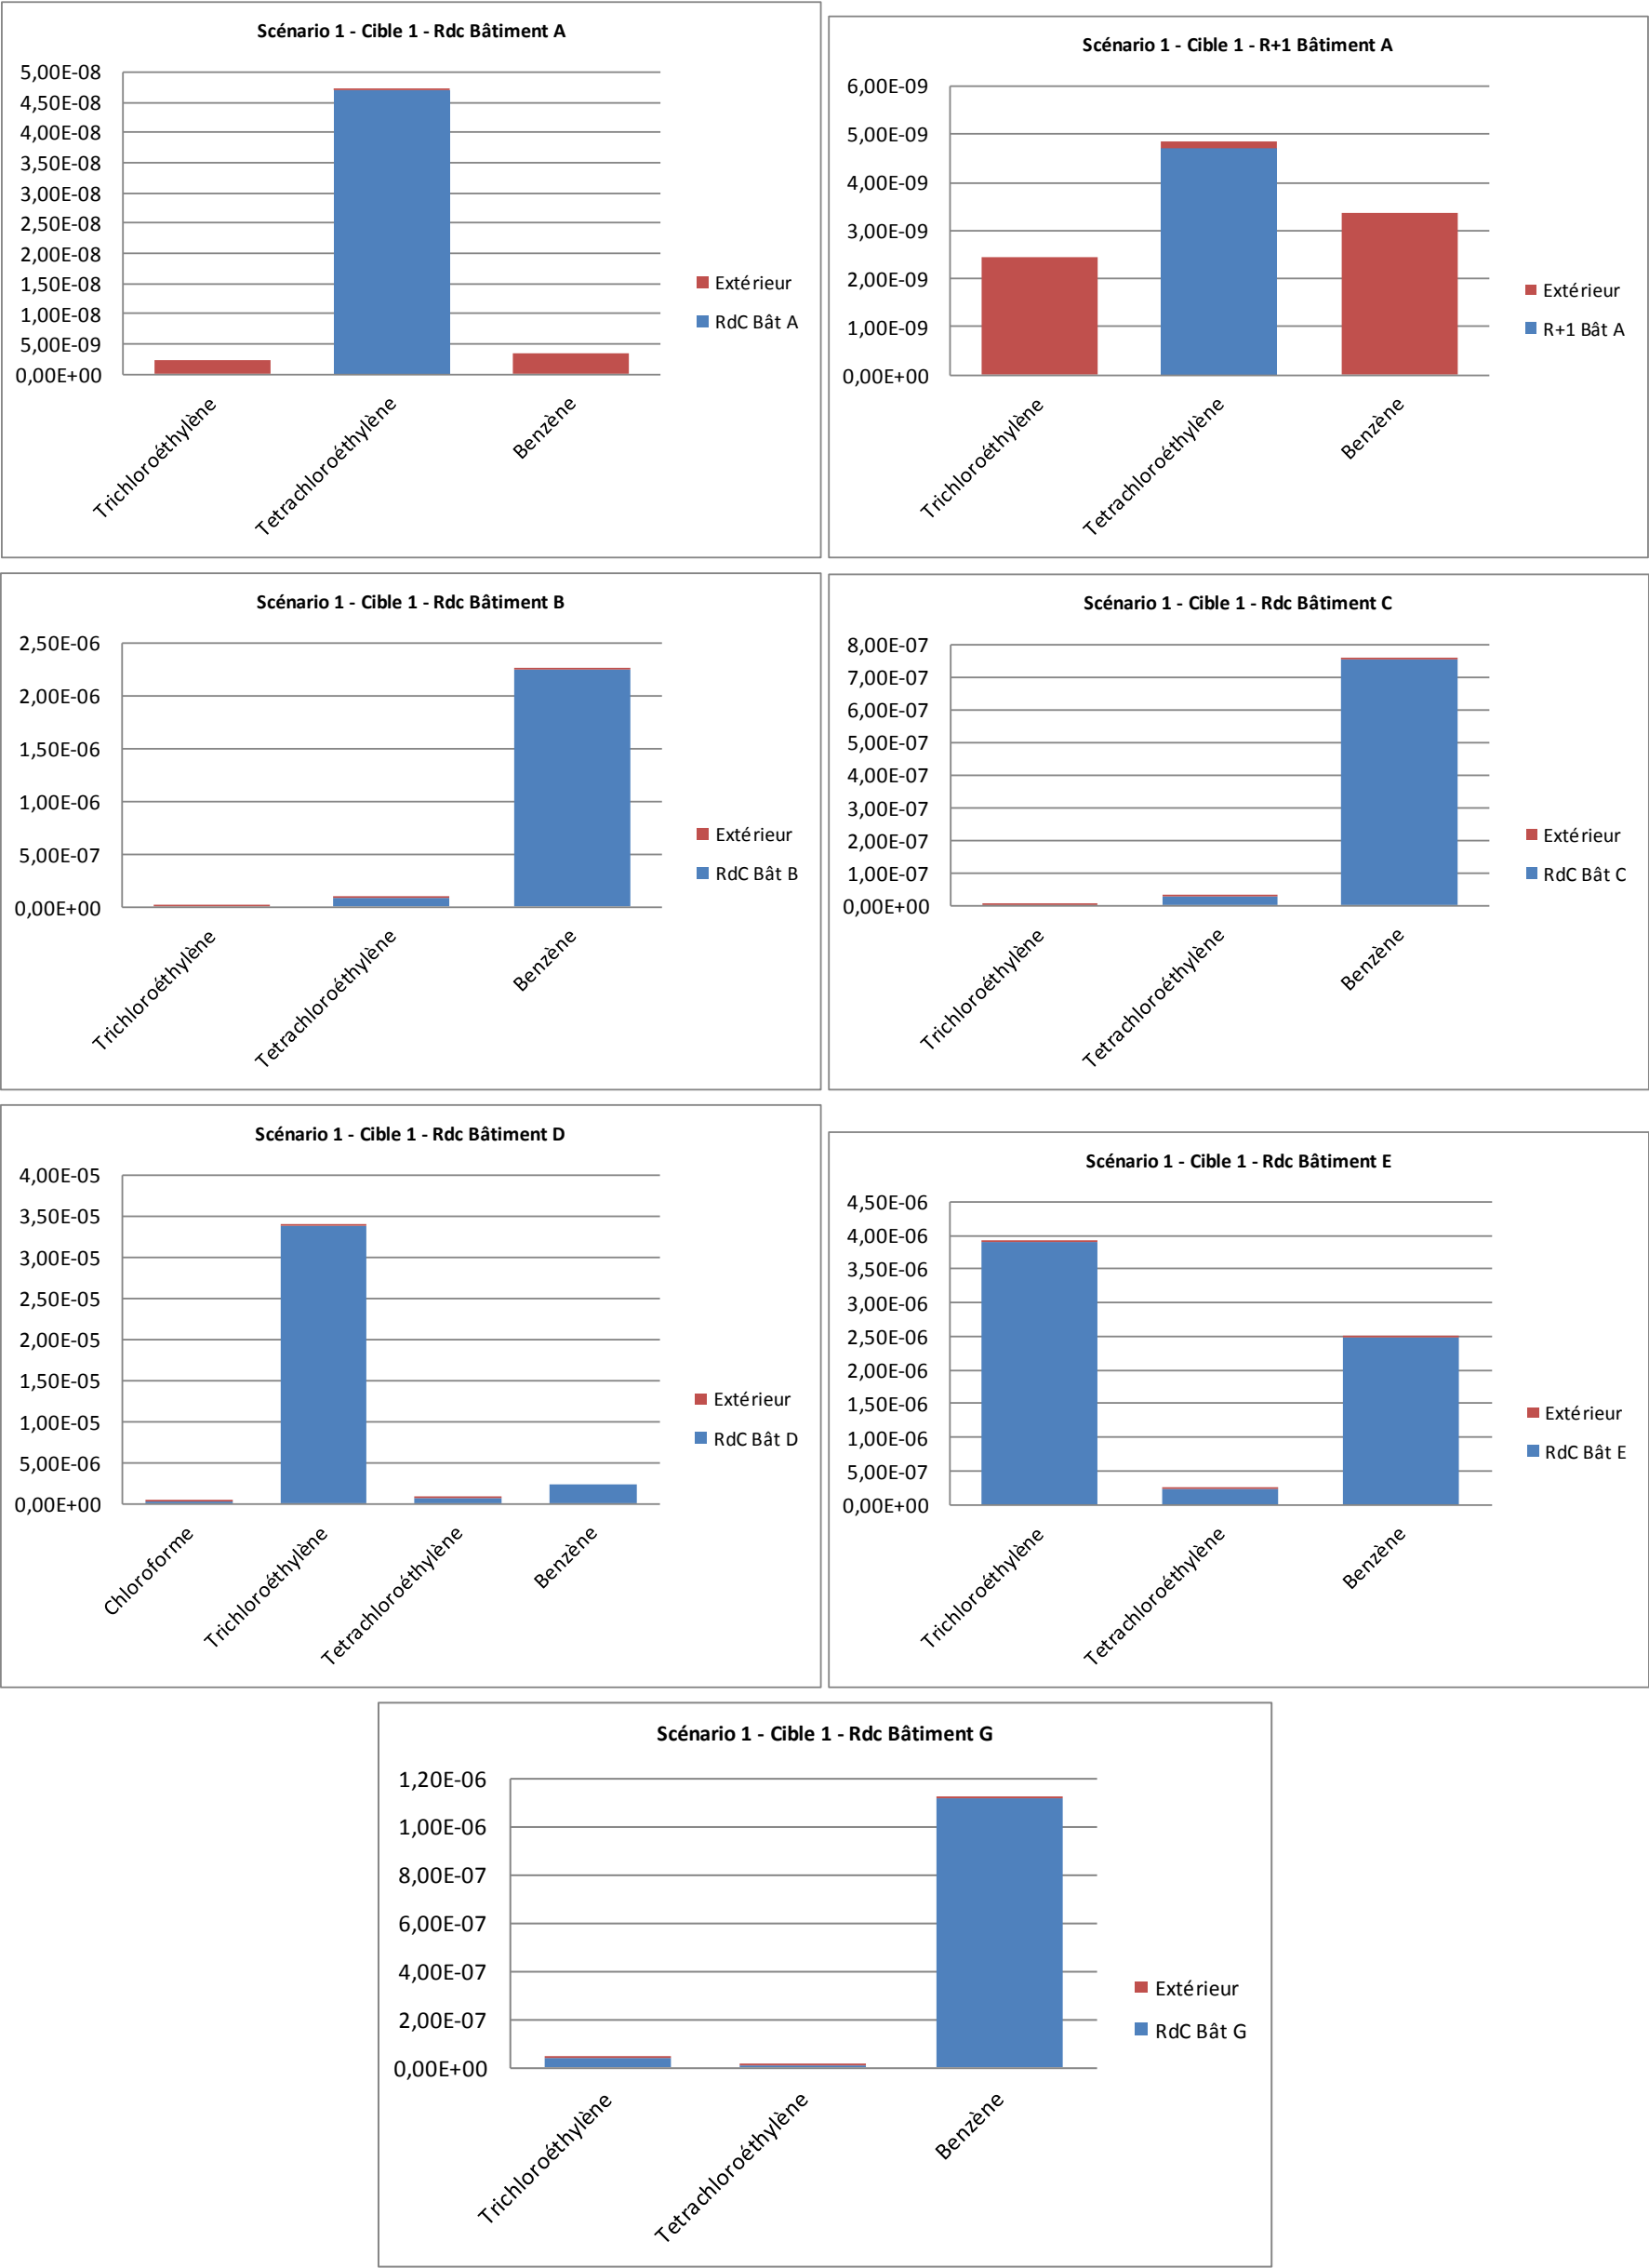 Scénario 1 - Cible 1 - Rdc Bâtiment A
5,00E-08
4,50E-08
4,00E-08
3,50E-08
3,00E-08
2,50E-08
2,00E-08
1,50E-08
1,00E-08
5,00E-09
0,00E+00
Trichloroéthylène
Tetrachloroéthylène
Benzène
Extérieur
RdC Bât A
Scénario 1 - Cible 1 - R+1 Bâtiment A
6,00E-09
5,00E-09
4,00E-09
3,00E-09
2,00E-09
1,00E-09
0,00E+00
Trichloroéthylène
Tetrachloroéthylène
Benzène
Extérieur
R+1 Bât A
Scénario 1 - Cible 1 - Rdc Bâtiment B
2,50E-06
2,00E-06
1,50E-06
1,00E-06
5,00E-07
0,00E+00
Trichloroéthylène
Tetrachloroéthylène
Benzène
Extérieur
RdC Bât B
Scénario 1 - Cible 1 - Rdc Bâtiment C
8,00E-07
7,00E-07
6,00E-07
5,00E-07
4,00E-07
3,00E-07
2,00E-07
1,00E-07
0,00E+00
Trichloroéthylène
Tetrachloroéthylène
Benzène
Extérieur
RdC Bât C
Scénario 1 - Cible 1 - Rdc Bâtiment D
4,00E-05
3,50E-05
3,00E-05
2,50E-05
2,00E-05
1,50E-05
1,00E-05
5,00E-06
0,00E+00
Chloroforme
Trichloroéthylène
Tetrachloroéthylène
Benzène
Extérieur
RdC Bât D
Scénario 1 - Cible 1 - Rdc Bâtiment E
4,50E-06
4,00E-06
3,50E-06
3,00E-06
2,50E-06
2,00E-06
1,50E-06
1,00E-06
5,00E-07
0,00E+00
Trichloroéthylène
Tetrachloroéthylène
Benzène
Extérieur
RdC Bât E
Scénario 1 - Cible 1 - Rdc Bâtiment G
1,20E-06
1,00E-06
8,00E-07
6,00E-07
4,00E-07
2,00E-07
0,00E+00
Trichloroéthylène
Tetrachloroéthylène
Benzène
Extérieur
RdC Bât G